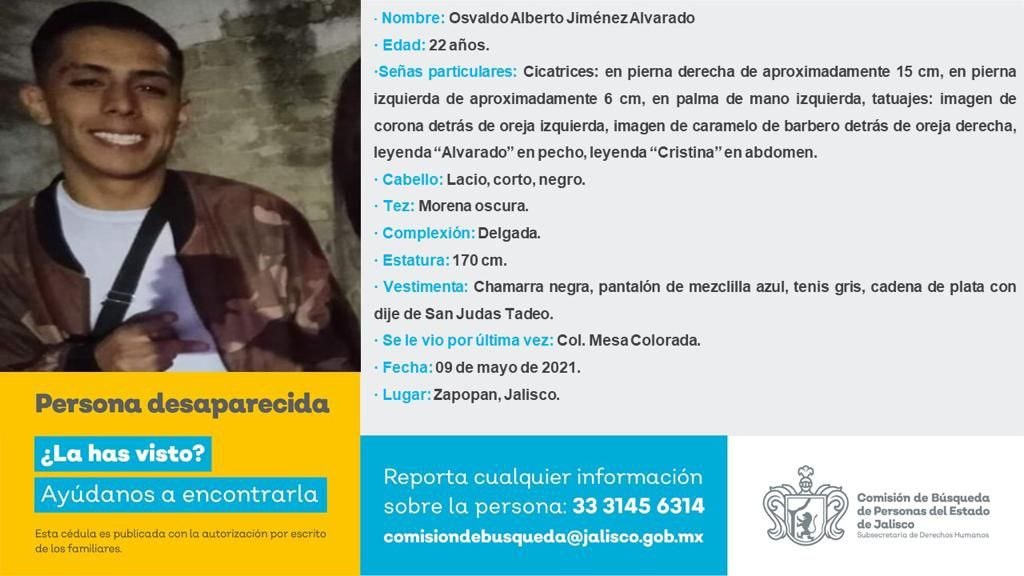 · Nombre: Osvaldo Alberto Jiménez Alvarado
· Edad: 22 años.
·Señas particulares: Cicatrices: en pierna derecha de aproximadamente 15 cm, en pierna
izquierda de aproximadamente 6 cm, en palma de mano izquierda, tatuajes: imagen de
corona detrás de oreja izquierda, imagen de caramelo de barbero detrás de oreja derecha,
leyenda “Alvarado” en pecho, leyenda “Cristina” en abdomen.
· Cabello: Lacio, corto, negro.
· Tez: Morena oscura.
· Complexión: Delgada.
· Estatura: 170 cm.
· Vestimenta: Chamarra negra, pantalón de mezclilla azul, tenis gris, cadena de plata con
dije de San Judas Tadeo.
· Se le vio por última vez: Col. Mesa Colorada.
· Fecha: 09 de mayo de 2021.
· Lugar: Zapopan, Jalisco.
Persona desaparecida
¿La has visto?
Ayúdanos a encontrarla
Esta cédula es publicada con la autorización por escrito
de los familiares.
Reporta cualquier información
sobre la persona: 33 3145 6314
comisiondebusqueda@jalisco.gob.mx
Comisión de Búsqueda
de Personas del Estado
de Jalisco
Subsecretaría de Derechos Humanos